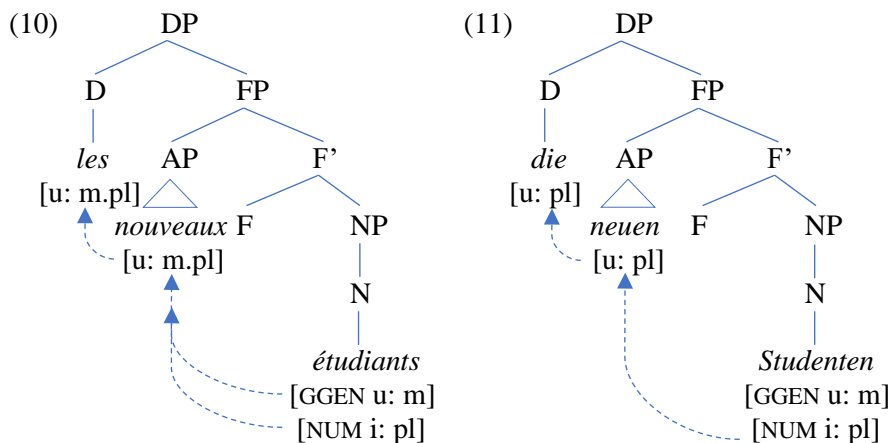 (10) DP (11) DP
D FP D FP
les AP F’ die AP F’
[u: m.pl] [u: pl]
nouveaux F NP neuen F NP
[u: m.pl] [u: pl]
N N
étudiants Studenten
[GGEN u: m] [GGEN u: m]
[NUM i: pl] [NUM i: pl]